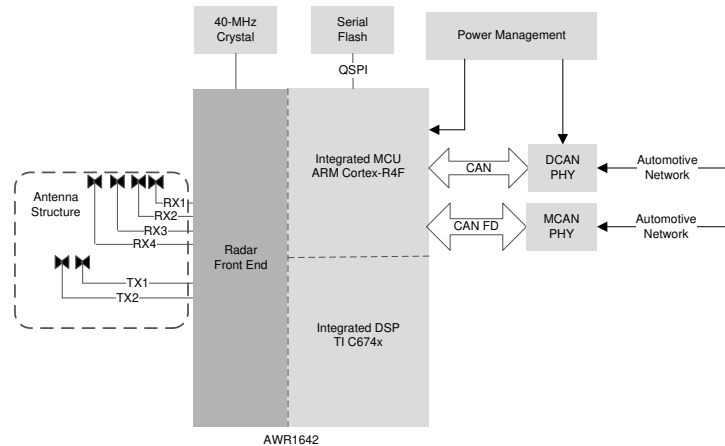 40-MHz
Crystal
Serial
Flash
Power Management
QSPI
Integrated MCU
ARM Cortex-R4F
CAN
DCAN
PHY
Automotive
Network
Antenna
Structure
RX1
RX2
RX3
RX4
CAN FD
MCAN
PHY
Automotive
Network
Radar
Front End
TX1
TX2
Integrated DSP
TI C674x
AWR1642